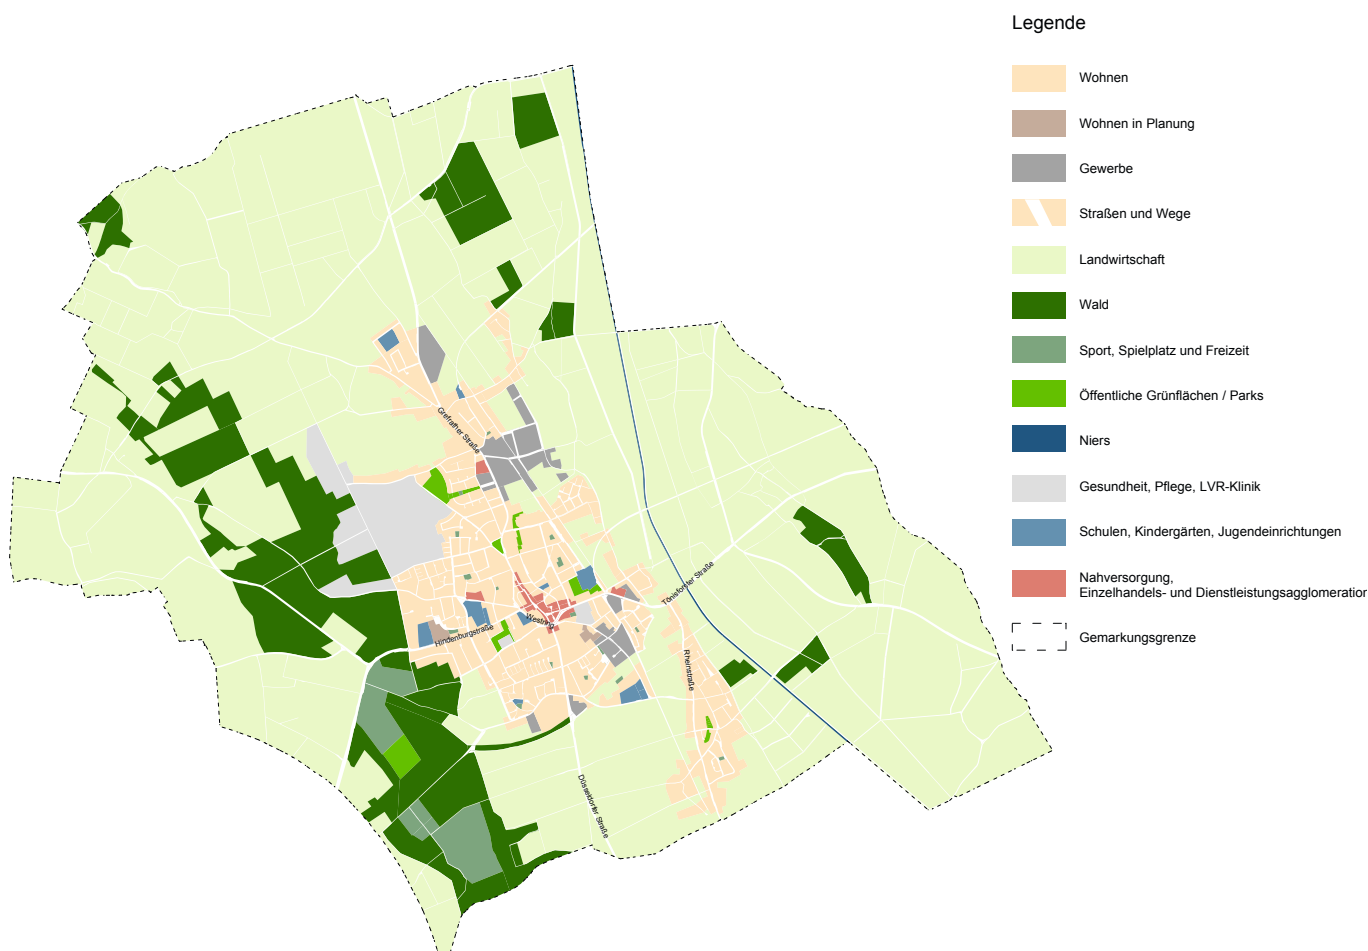 Legende
Wohnen
Wohnen in Planung
Gewerbe
Straßen und Wege
Landwirtschaft
Wald
Sport, Spielplatz und Freizeit
Öffentliche Grünflächen / Parks
Niers
Gesundheit, Pflege, LVR-Klinik
Schulen, Kindergärten, Jugendeinrichtungen
Nahversorgung,
Einzelhandels- und Dienstleistungsagglomeration
Gemarkungsgrenze
Grefrather Straße
Tönisforster Straße
Westring
Hindenburgstraße
Rheinstraße
Düsseldorfer Straße